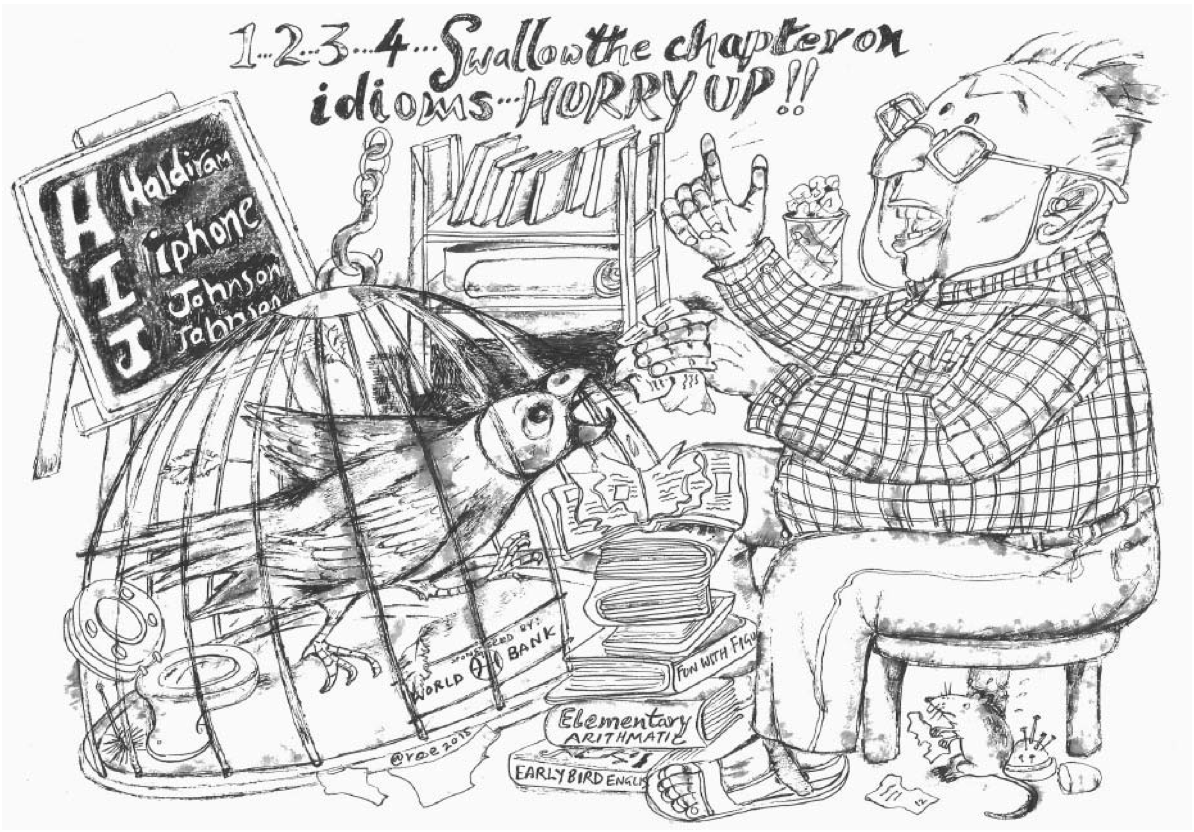 1...2...3...4...Swallow the chapter on
idioms...HURRY UP!!
H Haldiram
I iphone
J Johnson
Johnson
SPONSORED BY:
WORLD BANK
FUN WITH FIGU
Elementary
ARITHMATIC
EARLY BIRD ENGLIS
@roe 2015